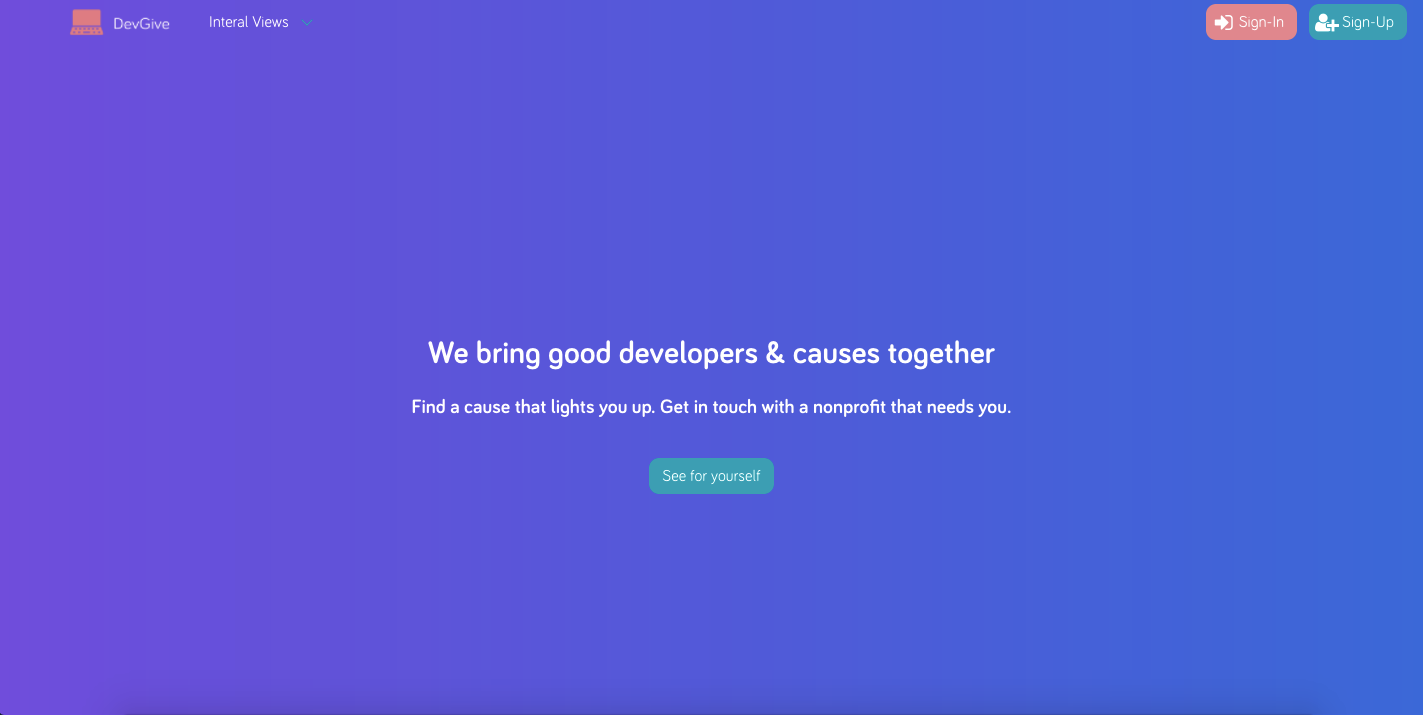 DevGive
Interal Views
Sign-In
Sign-Up
We bring good developers & causes together
Find a cause that lights you up. Get in touch with a nonprofit that needs you.
See for yourself